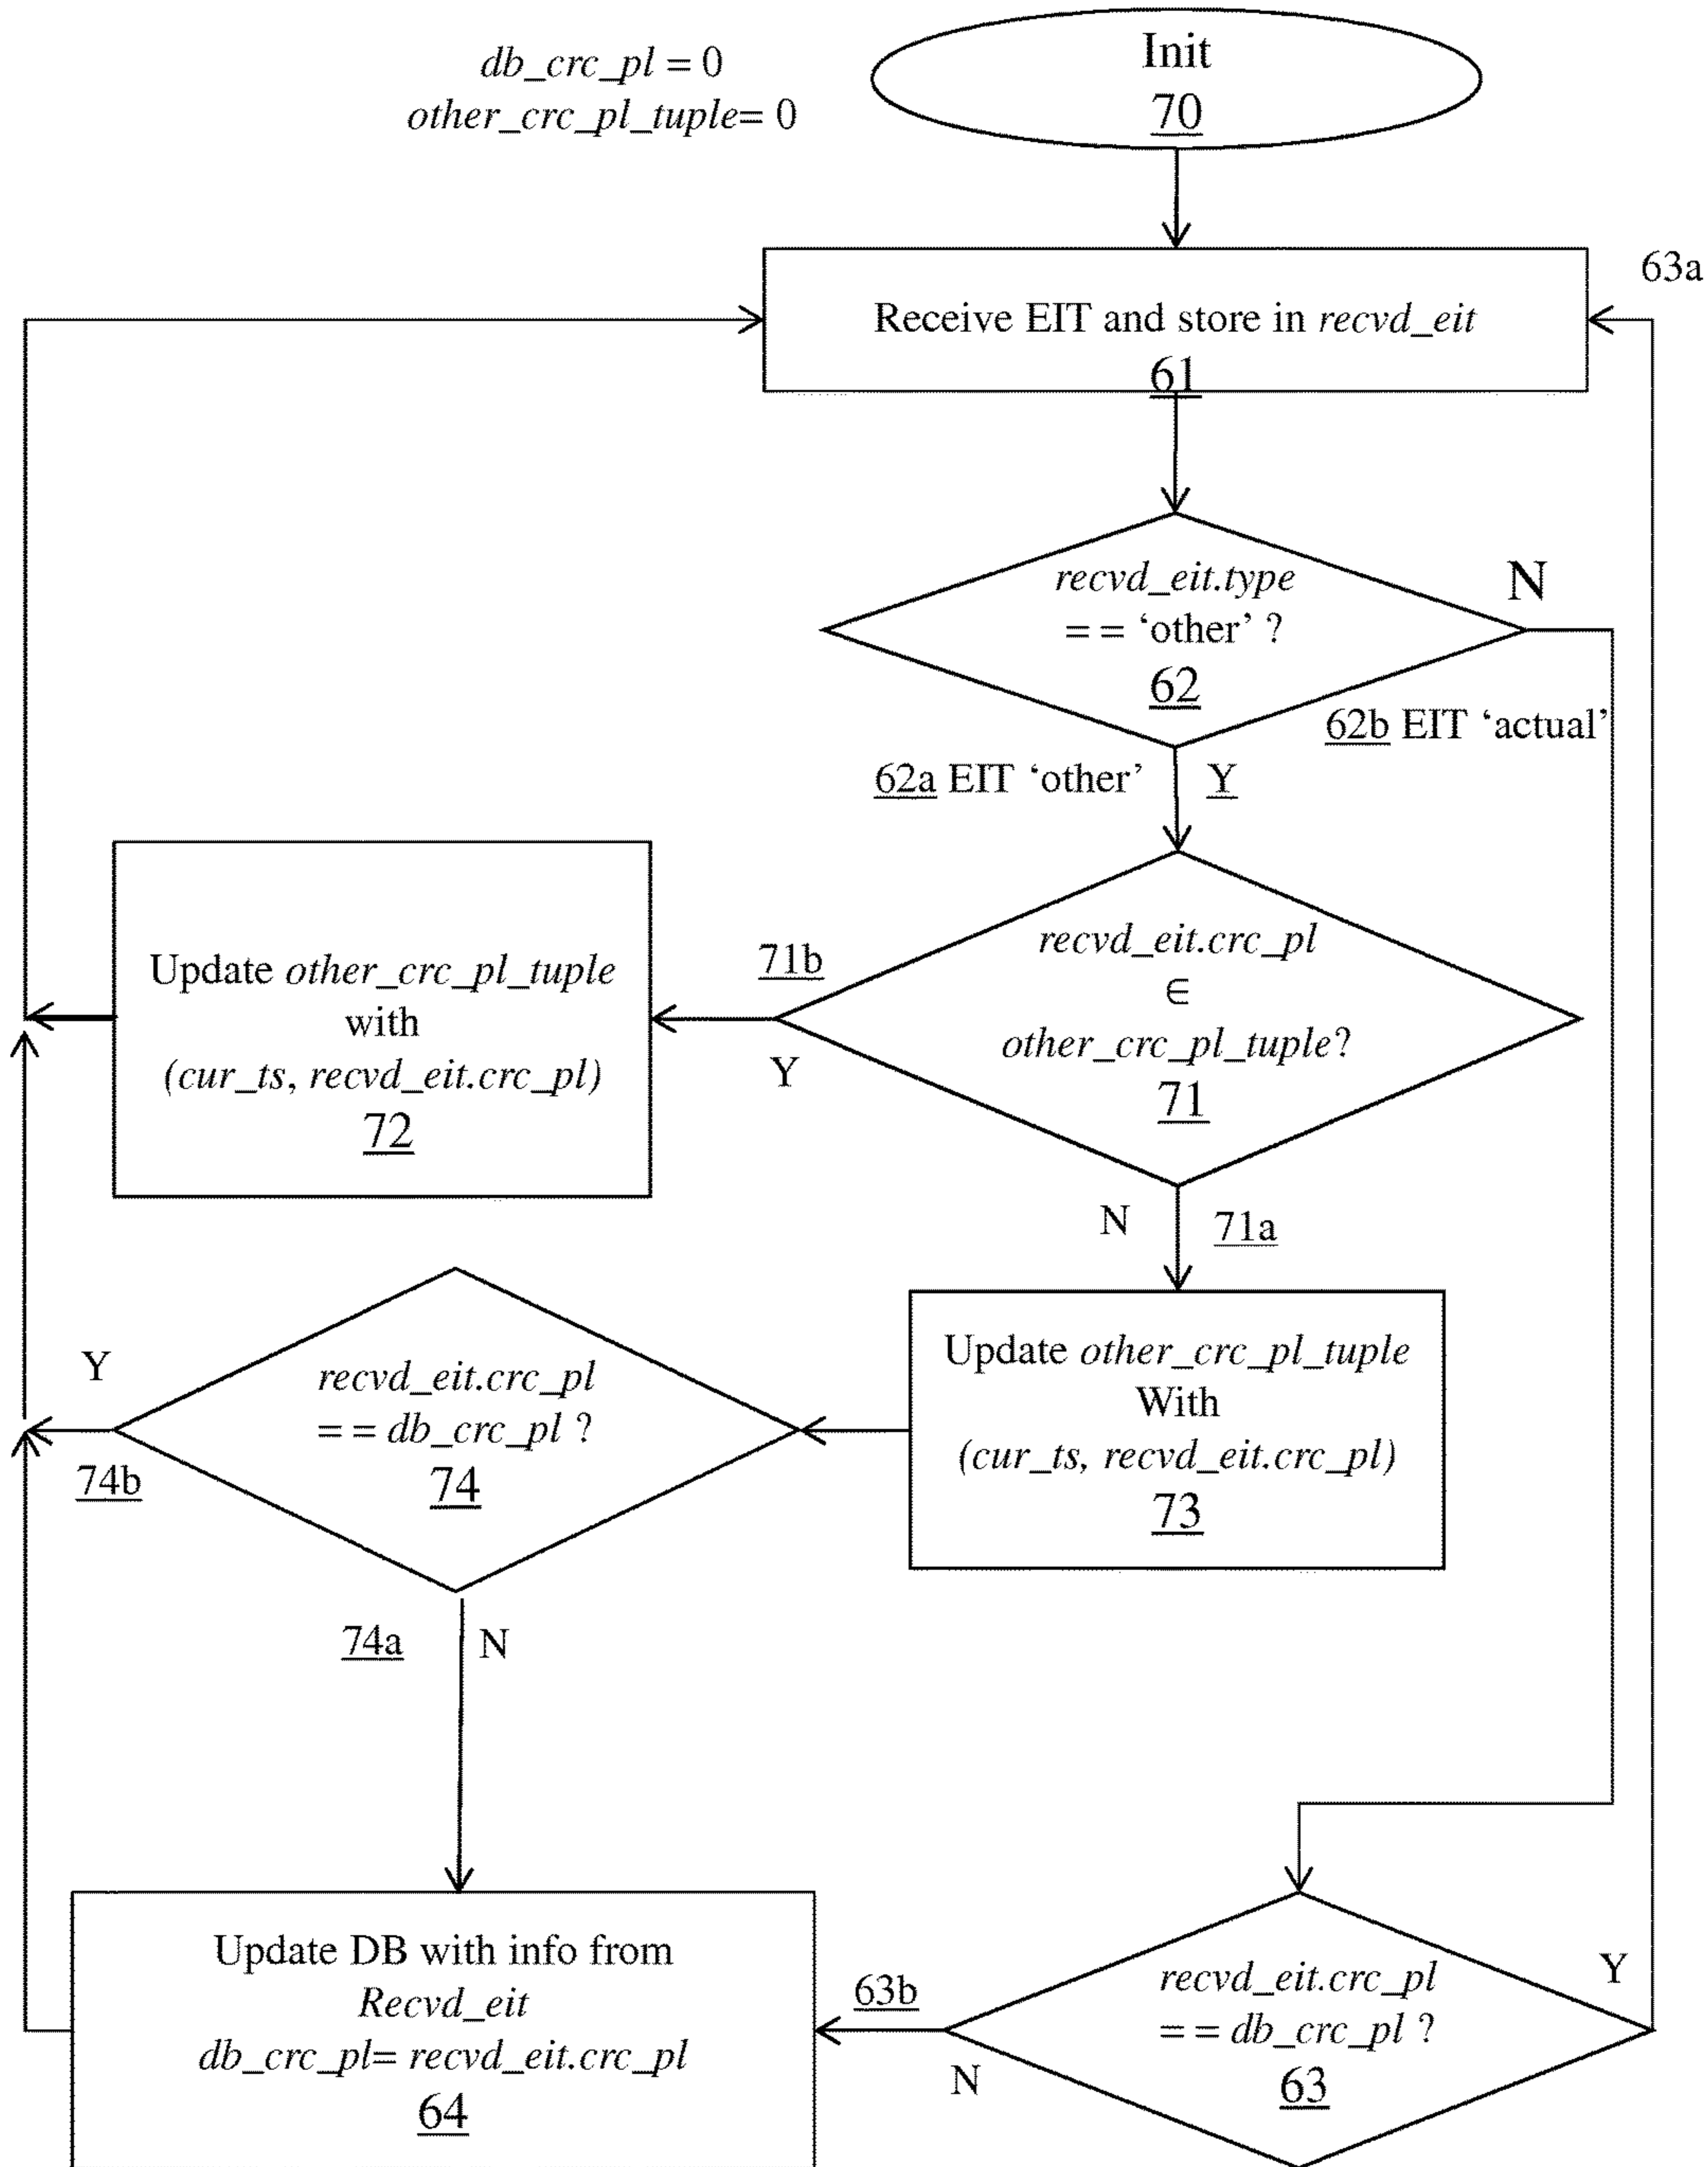 db_crc_pl = 0
other_crc_pl_tuple= 0
Init
70
63a
Receive EIT and store in recvd_eit
61
recvd_eit.type
= = ‘other’ ?
62
N
62b EIT ‘actual’
62a EIT ‘other’ Y
recvd_eit.crc_pl
∈
other_crc_pl_tuple?
71
71b
Y
Update other_crc_pl_tuple
with
(cur_ts, recvd_eit.crc_pl)
72
N 71a
Update other_crc_pl_tuple
With
(cur_ts, recvd_eit.crc_pl)
73
Y
recvd_eit.crc_pl
= = db_crc_pl ?
74
74b
74a N
Update DB with info from
Recvd_eit
db_crc_pl= recvd_eit.crc_pl
64
63b
N
recvd_eit.crc_pl
= = db_crc_pl ?
63
Y